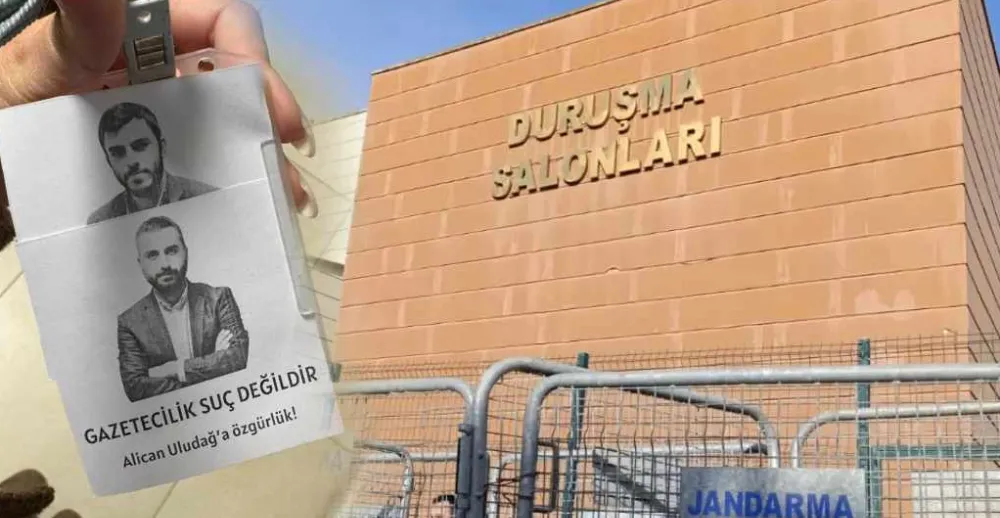 GAZETECİLİK SUÇ DEĞİLDİR
Alican Uludağ'a özgürlük!
DURUŞMA
SALONLARI
JANDARMA